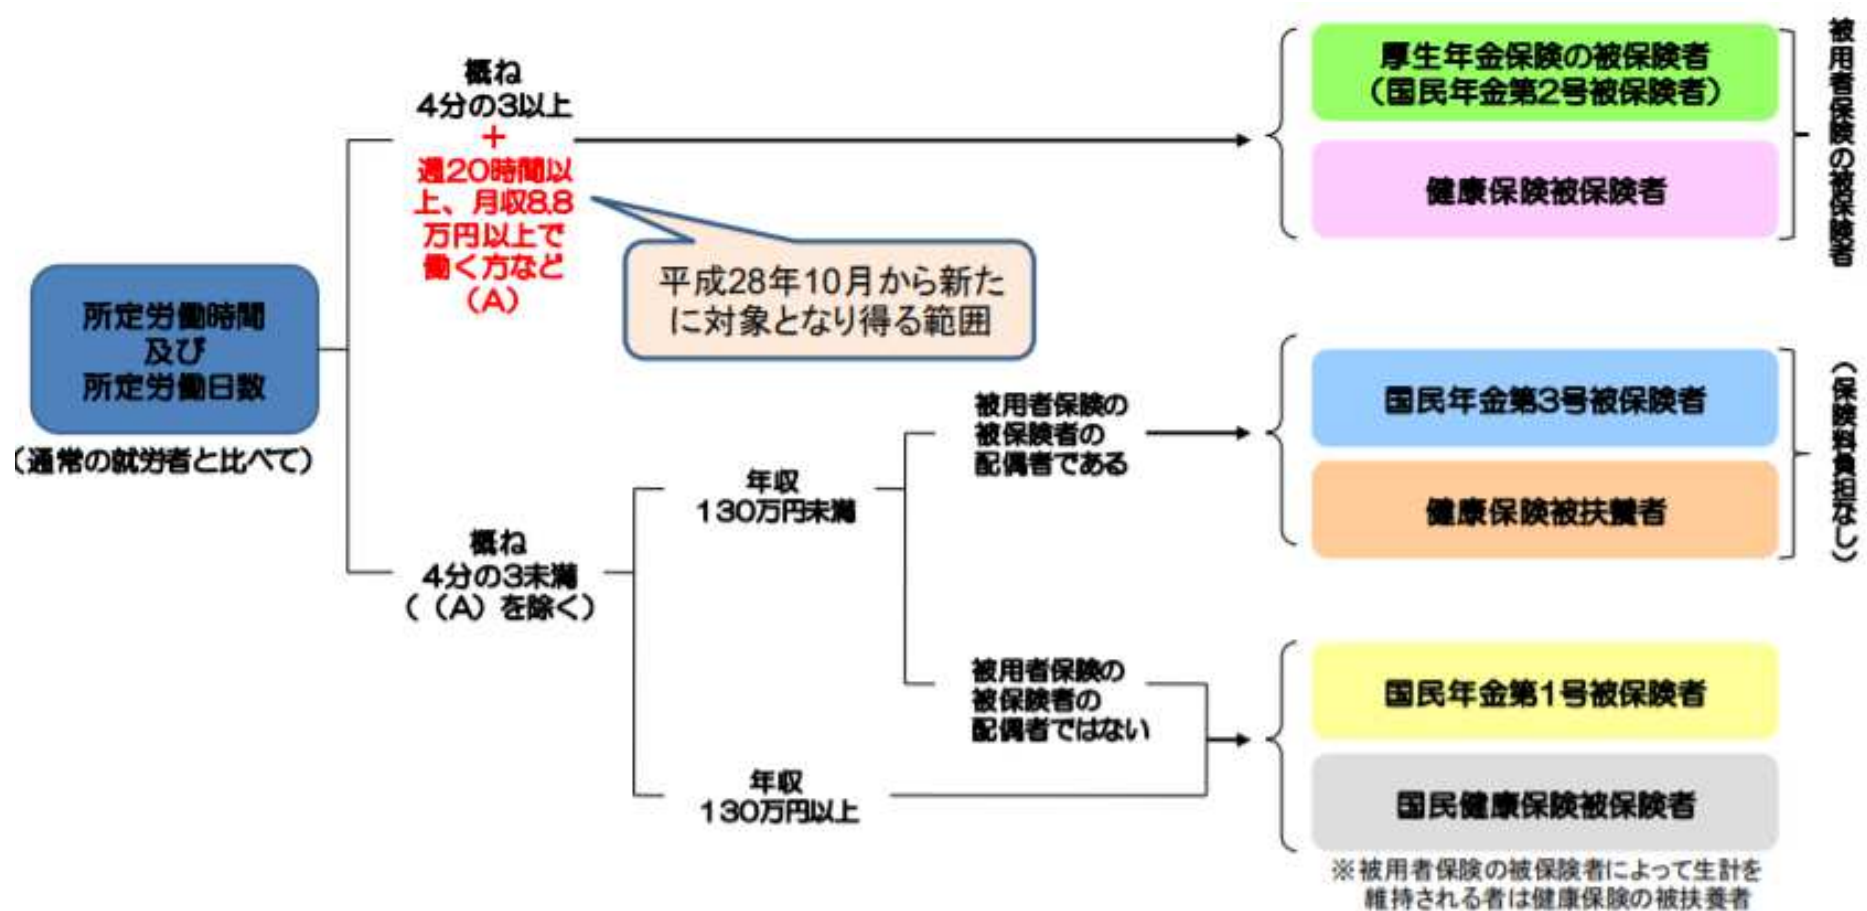 所定労働時間
及び
所定労働日数
(通常の就労者と比べて)
概ね
4分の3以上
+
週20時間以
上、月収8.8
万円以上で
働く方など
(A)
平成28年10月から新た
に対象となり得る範囲
概ね
4分の3未満
((A)を除く)
年収
130万円未満
年収
130万円以上
被用者保険の
被保険者の
配偶者である
被用者保険の
被保険者の
配偶者ではない
厚生年金保険の被保険者
(国民年金第2号被保険者)
健康保険被保険者
被用者保険の被保険者
国民年金第3号被保険者
健康保険被扶養者
(保険料負担なし)
国民年金第1号被保険者
国民健康保険被保険者
※被用者保険の被保険者によって生計を
維持される者は健康保険の被扶養者